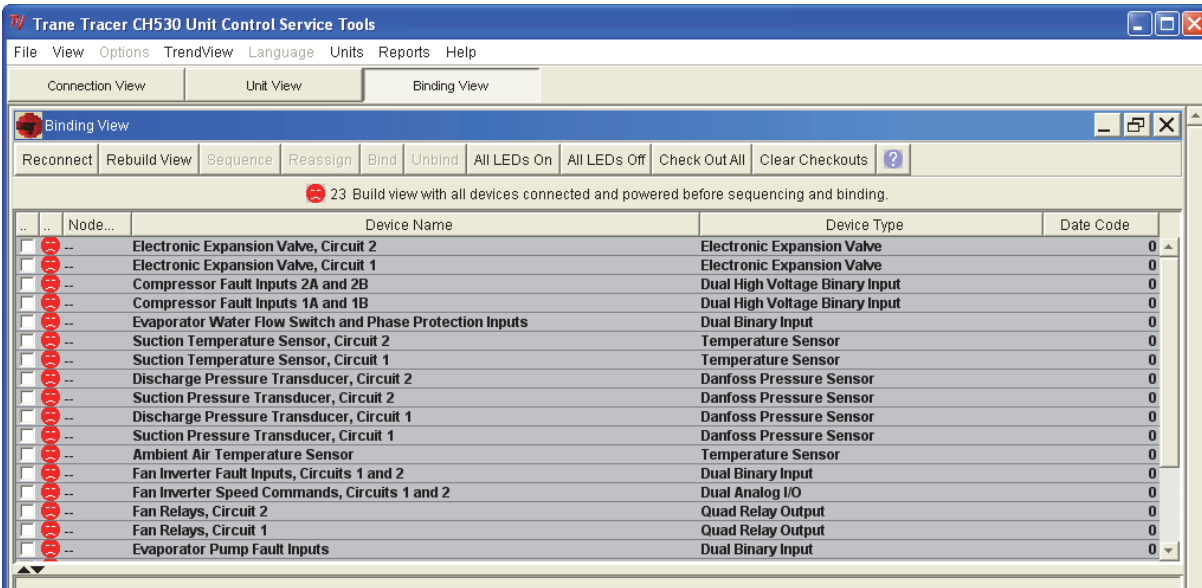 Trane Tracer CH530 Unit Control Service Tools
File View Options TrendView Language Units Reports Help
Connection View Unit View Binding View
Binding View
Reconnect Rebuild View Sequence Reassign Bind Unbind All LEDs On All LEDs Off Check Out All Clear Checkouts ?
23 Build view with all devices connected and powered before sequencing and binding.
.. .. Node... Device Name Device Type Date Code
-- Electronic Expansion Valve, Circuit 2 Electronic Expansion Valve 0
-- Electronic Expansion Valve, Circuit 1 Electronic Expansion Valve 0
-- Compressor Fault Inputs 2A and 2B Dual High Voltage Binary Input 0
-- Compressor Fault Inputs 1A and 1B Dual High Voltage Binary Input 0
-- Evaporator Water Flow Switch and Phase Protection Inputs Dual Binary Input 0
-- Suction Temperature Sensor, Circuit 2 Temperature Sensor 0
-- Suction Temperature Sensor, Circuit 1 Temperature Sensor 0
-- Discharge Pressure Transducer, Circuit 2 Danfoss Pressure Sensor 0
-- Suction Pressure Transducer, Circuit 2 Danfoss Pressure Sensor 0
-- Discharge Pressure Transducer, Circuit 1 Danfoss Pressure Sensor 0
-- Suction Pressure Transducer, Circuit 1 Danfoss Pressure Sensor 0
-- Ambient Air Temperature Sensor Temperature Sensor 0
-- Fan Inverter Fault Inputs, Circuits 1 and 2 Dual Binary Input 0
-- Fan Inverter Speed Commands, Circuits 1 and 2 Dual Analog I/O 0
-- Fan Relays, Circuit 2 Quad Relay Output 0
-- Fan Relays, Circuit 1 Quad Relay Output 0
-- Evaporator Pump Fault Inputs Dual Binary Input 0